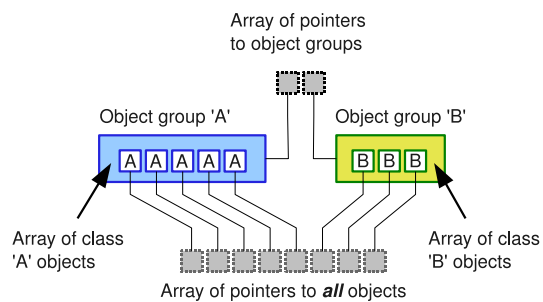 Array of pointers
to object groups
Object group 'A'
Object group 'B'
A A A A A
B B B
Array of class
'A' objects
Array of class
'B' objects
Array of pointers to all objects